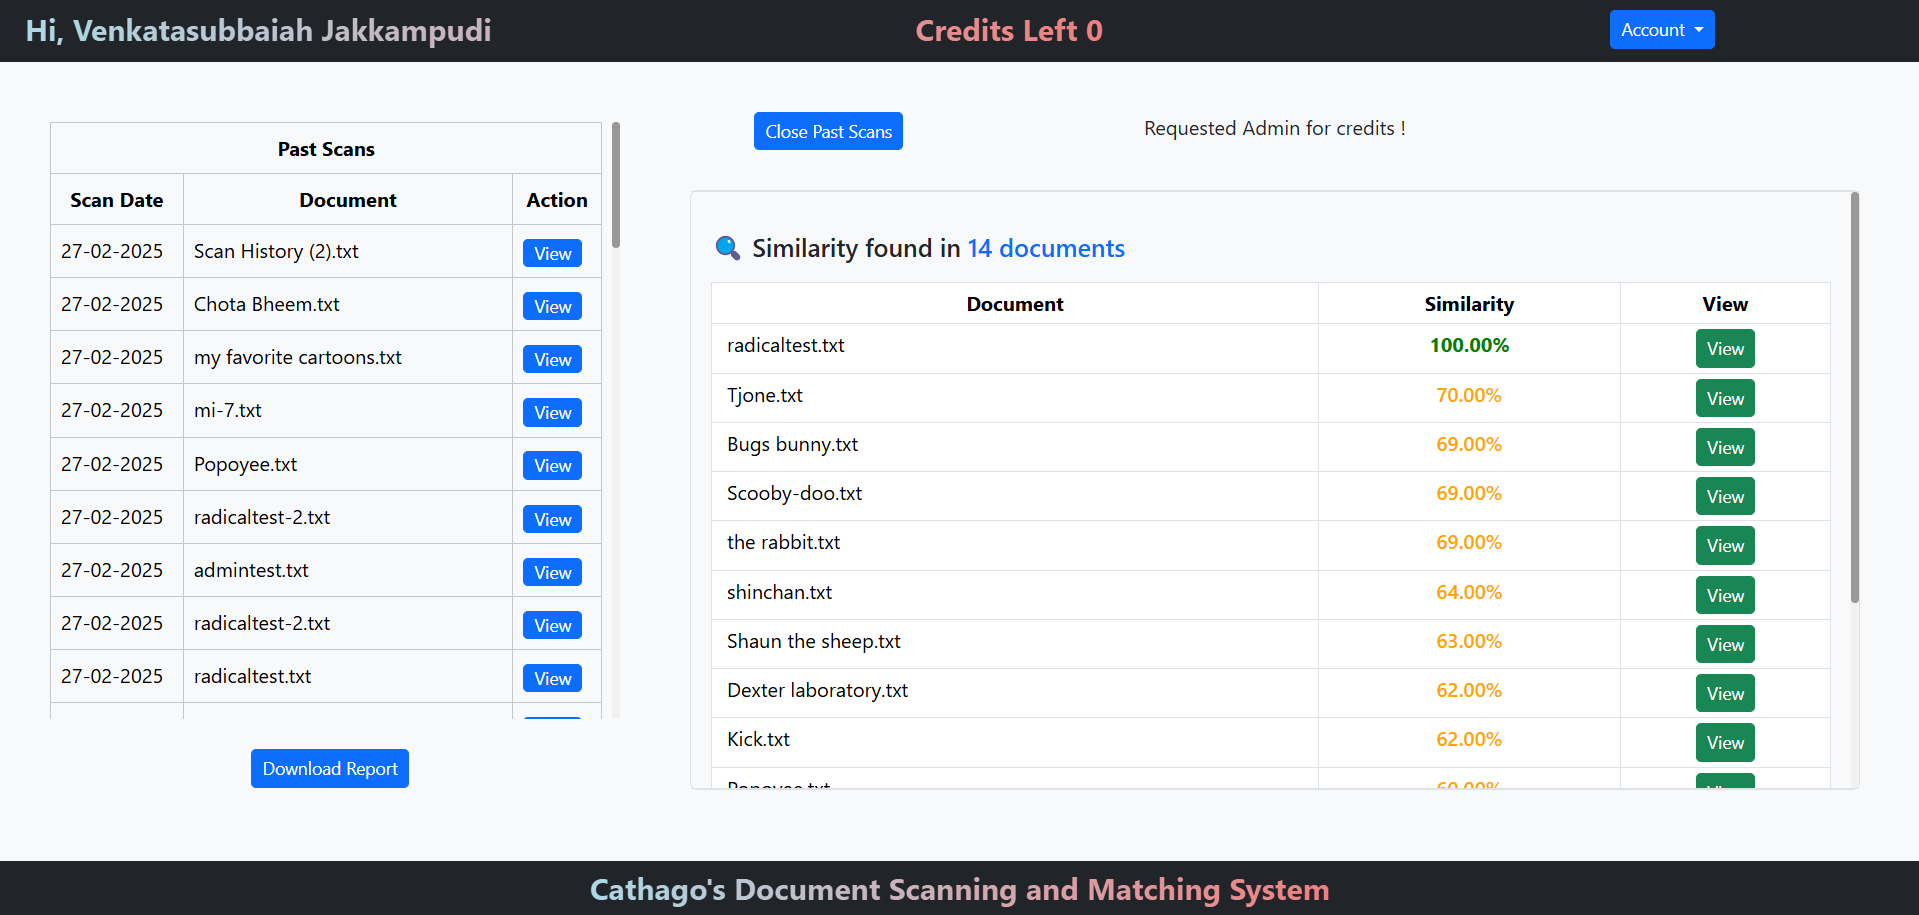 Hi, Venkatasubbaiah Jakkampudi
Credits Left 0
Account
Past Scans
Scan Date Document Action
27-02-2025 Scan History (2).txt View
27-02-2025 Chota Bheem.txt View
27-02-2025 my favorite cartoons.txt View
27-02-2025 mi-7.txt View
27-02-2025 Popoyee.txt View
27-02-2025 radicaltest-2.txt View
27-02-2025 admintest.txt View
27-02-2025 radicaltest-2.txt View
27-02-2025 radicaltest.txt View
Download Report
Close Past Scans
Requested Admin for credits !
Similarity found in 14 documents
Document Similarity View
radicaltest.txt 100.00% View
Tjone.txt 70.00% View
Bugs bunny.txt 69.00% View
Scooby-doo.txt 69.00% View
the rabbit.txt 69.00% View
shinchan.txt 64.00% View
Shaun the sheep.txt 63.00% View
Dexter laboratory.txt 62.00% View
Kick.txt 62.00% View
Popoyee.txt 60.00% View
Cathago's Document Scanning and Matching System